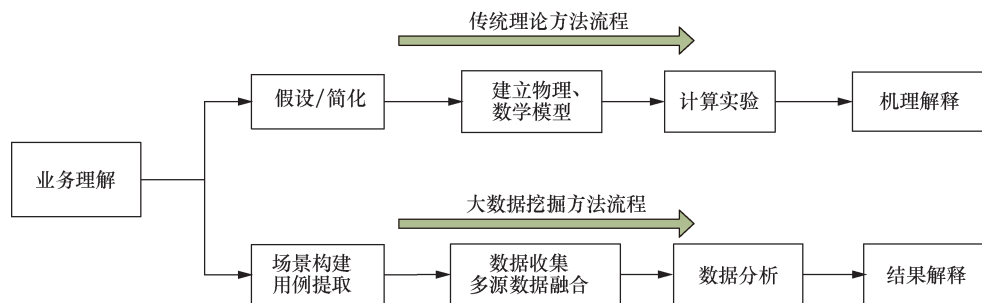 传统理论方法流程
假设/简化
建立物理、
数学模型
计算实验
机理解释
业务理解
大数据挖掘方法流程
场景构建
用例提取
数据收集
多源数据融合
数据分析
结果解释